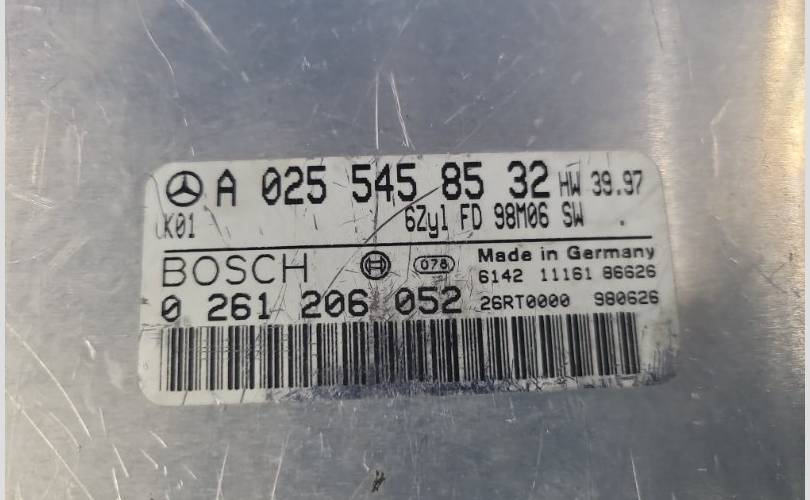 A 025 545 85 32 HW 39.97
K01 6Zyl FD 98M06 SW .
BOSCH 078 Made in Germany
6142 11161 86626
0 261 206 052 26RT0000 980626